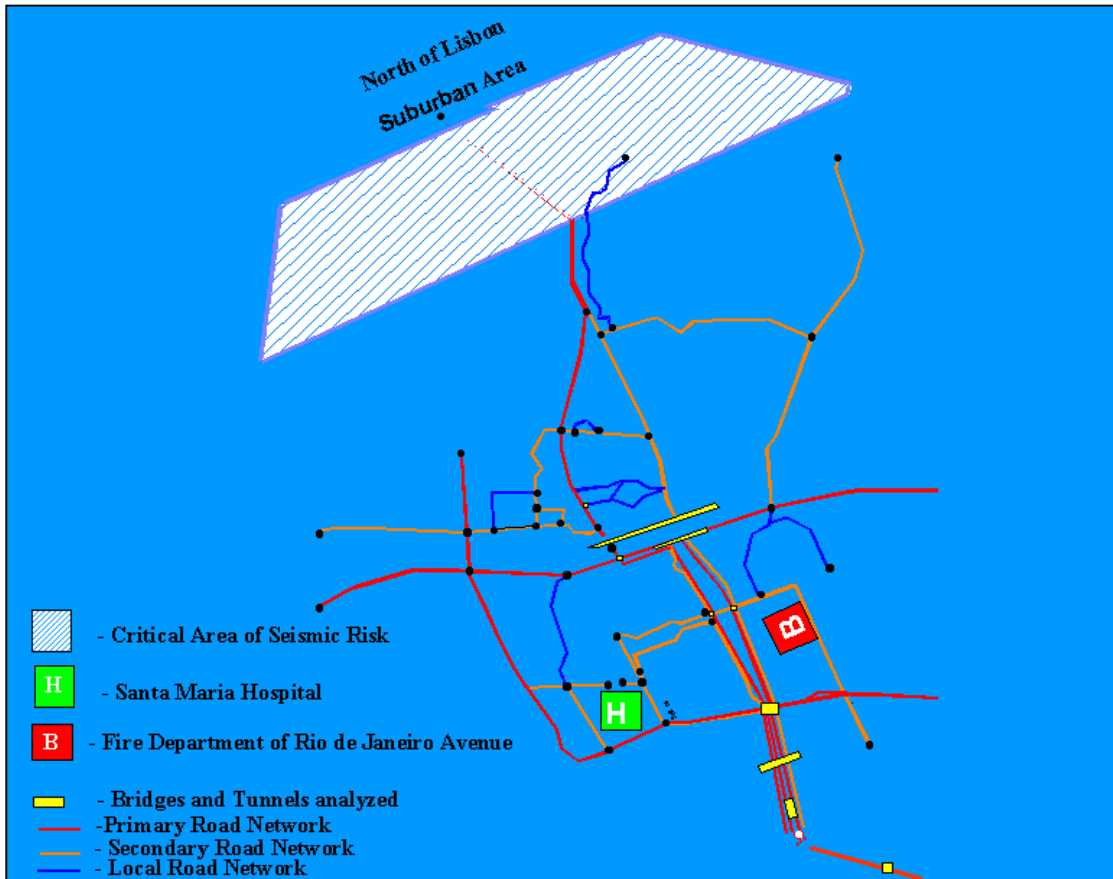 North of Lisbon
Suburban Area
H
B
- Critical Area of Seismic Risk
H
- Santa Maria Hospital
B
- Fire Department of Rio de Janeiro Avenue
- Bridges and Tunnels analyzed
-Primary Road Network
- Secondary Road Network
- Local Road Network